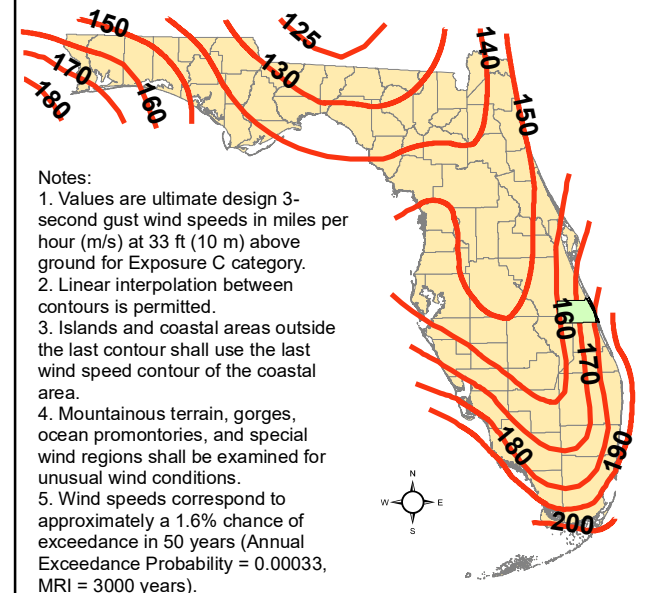 150
125
140
130
170
180
160
150
Notes:
1. Values are ultimate design 3-
second gust wind speeds in miles per
hour (m/s) at 33 ft (10 m) above
ground for Exposure C category.
2. Linear interpolation between
contours is permitted.
3. Islands and coastal areas outside
the last contour shall use the last
wind speed contour of the coastal
area.
4. Mountainous terrain, gorges,
ocean promontories, and special
wind regions shall be examined for
unusual wind conditions.
5. Wind speeds correspond to
approximately a 1.6% chance of
exceedance in 50 years (Annual
Exceedance Probability = 0.00033,
MRI = 3000 years).
160
170
180
190
200
N
W E
S